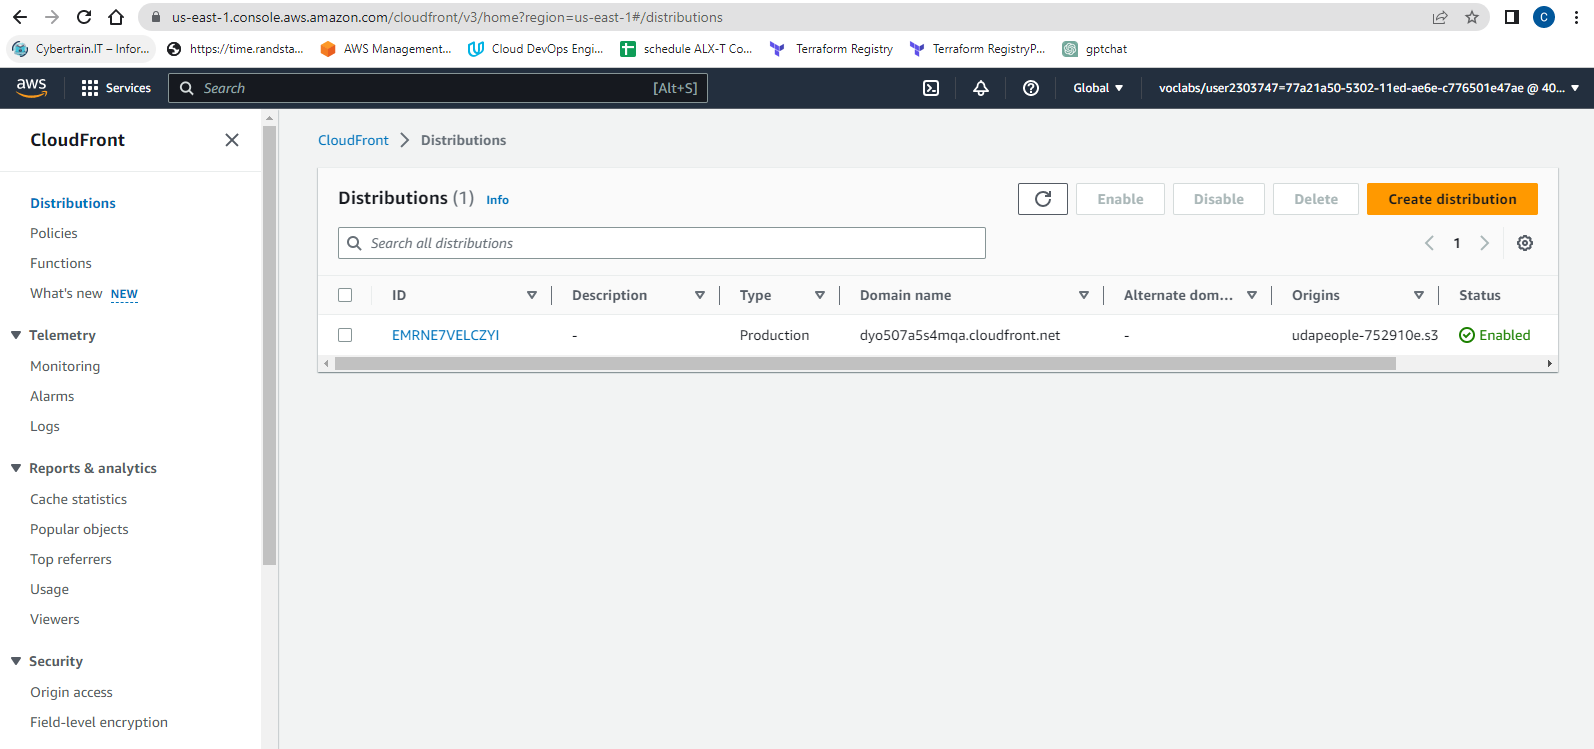 us-east-1.console.aws.amazon.com/cloudfront/v3/home?region=us-east-1#/distributions
C
Cybertrain.IT – Infor... https://time.randsta... AWS Management... Cloud DevOps Engi... schedule ALX-T Co... Terraform Registry Terraform RegistryP... gptchat
aws Services Search [Alt+S] Global voclabs/user2303747=77a21a50-5302-11ed-ae6e-c776501e47ae @ 40...
CloudFront
Distributions
Policies
Functions
What's new NEW
Telemetry
Monitoring
Alarms
Logs
Reports & analytics
Cache statistics
Popular objects
Top referrers
Usage
Viewers
Security
Origin access
Field-level encryption
CloudFront Distributions
Distributions (1) Info Enable Disable Delete Create distribution
Search all distributions 1
ID Description Type Domain name Alternate dom... Origins Status
EMRNE7VELCZYI - Production dyo507a5s4mqa.cloudfront.net - udapeople-752910e.s3 Enabled